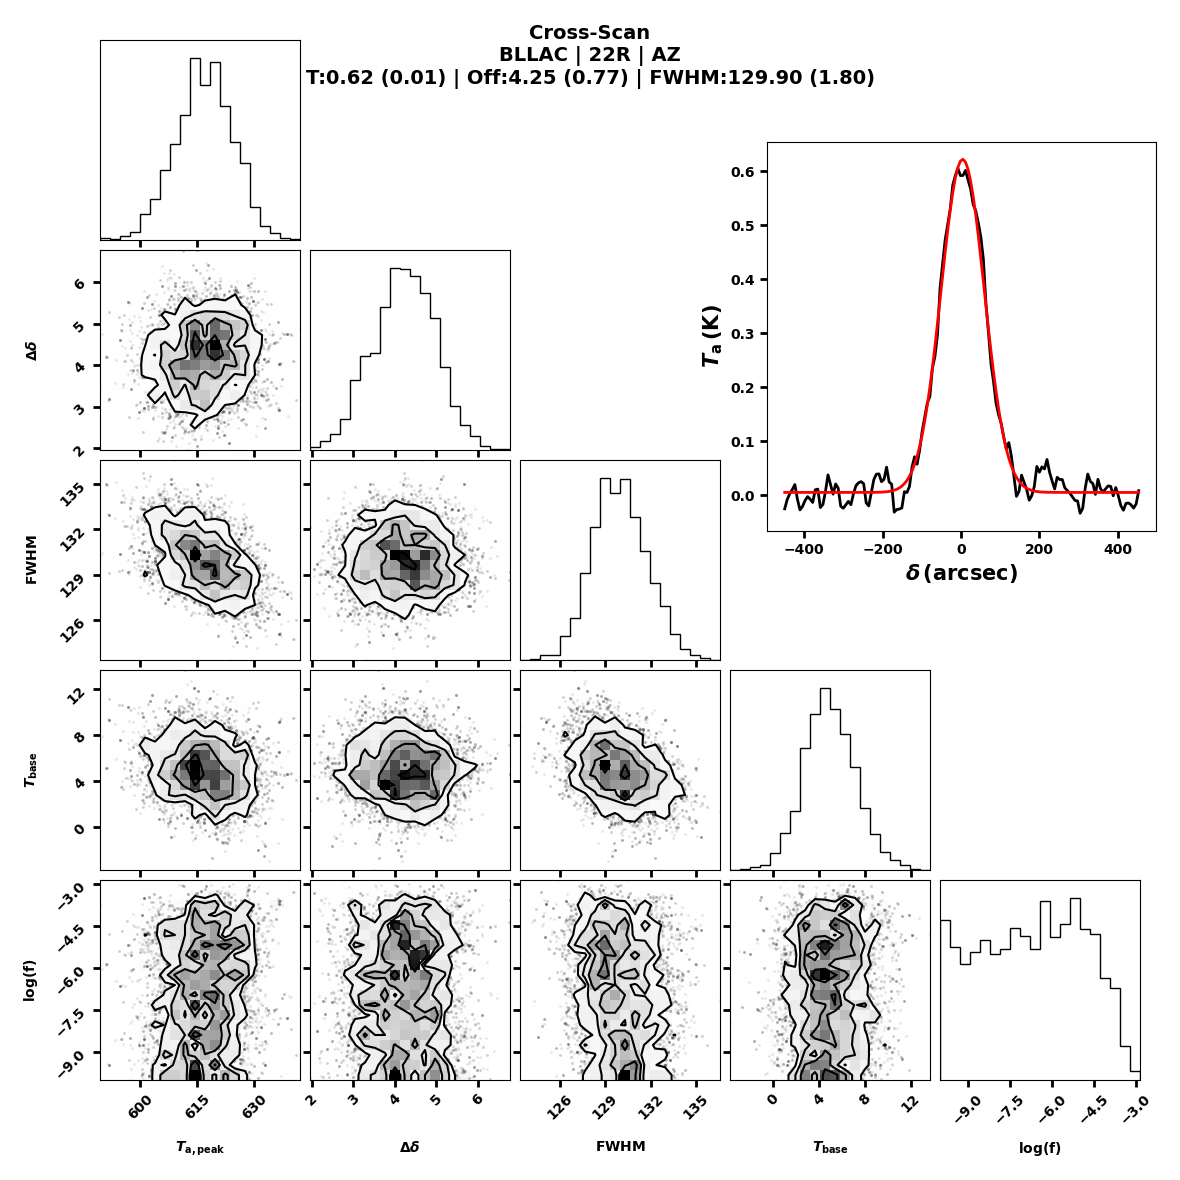 Cross-Scan
BLLAC | 22R | AZ
T:0.62 (0.01) | Off:4.25 (0.77) | FWHM:129.90 (1.80)
0.6
0.5
0.4
0.3
0.2
0.1
0.0
Ta (K)
−400 −200 0 200 400
δ (arcsec)
6
5
4
3
2
Δδ
135
132
129
126
FWHM
12
8
4
0
Tbase
−3.0
−4.5
−6.0
−7.5
−9.0
log(f)
600 615 630 2 3 4 5 6 126 129 132 135 0 4 8 12 −9.0 −7.5 −6.0 −4.5 −3.0
Ta,peak Δδ FWHM Tbase log(f)